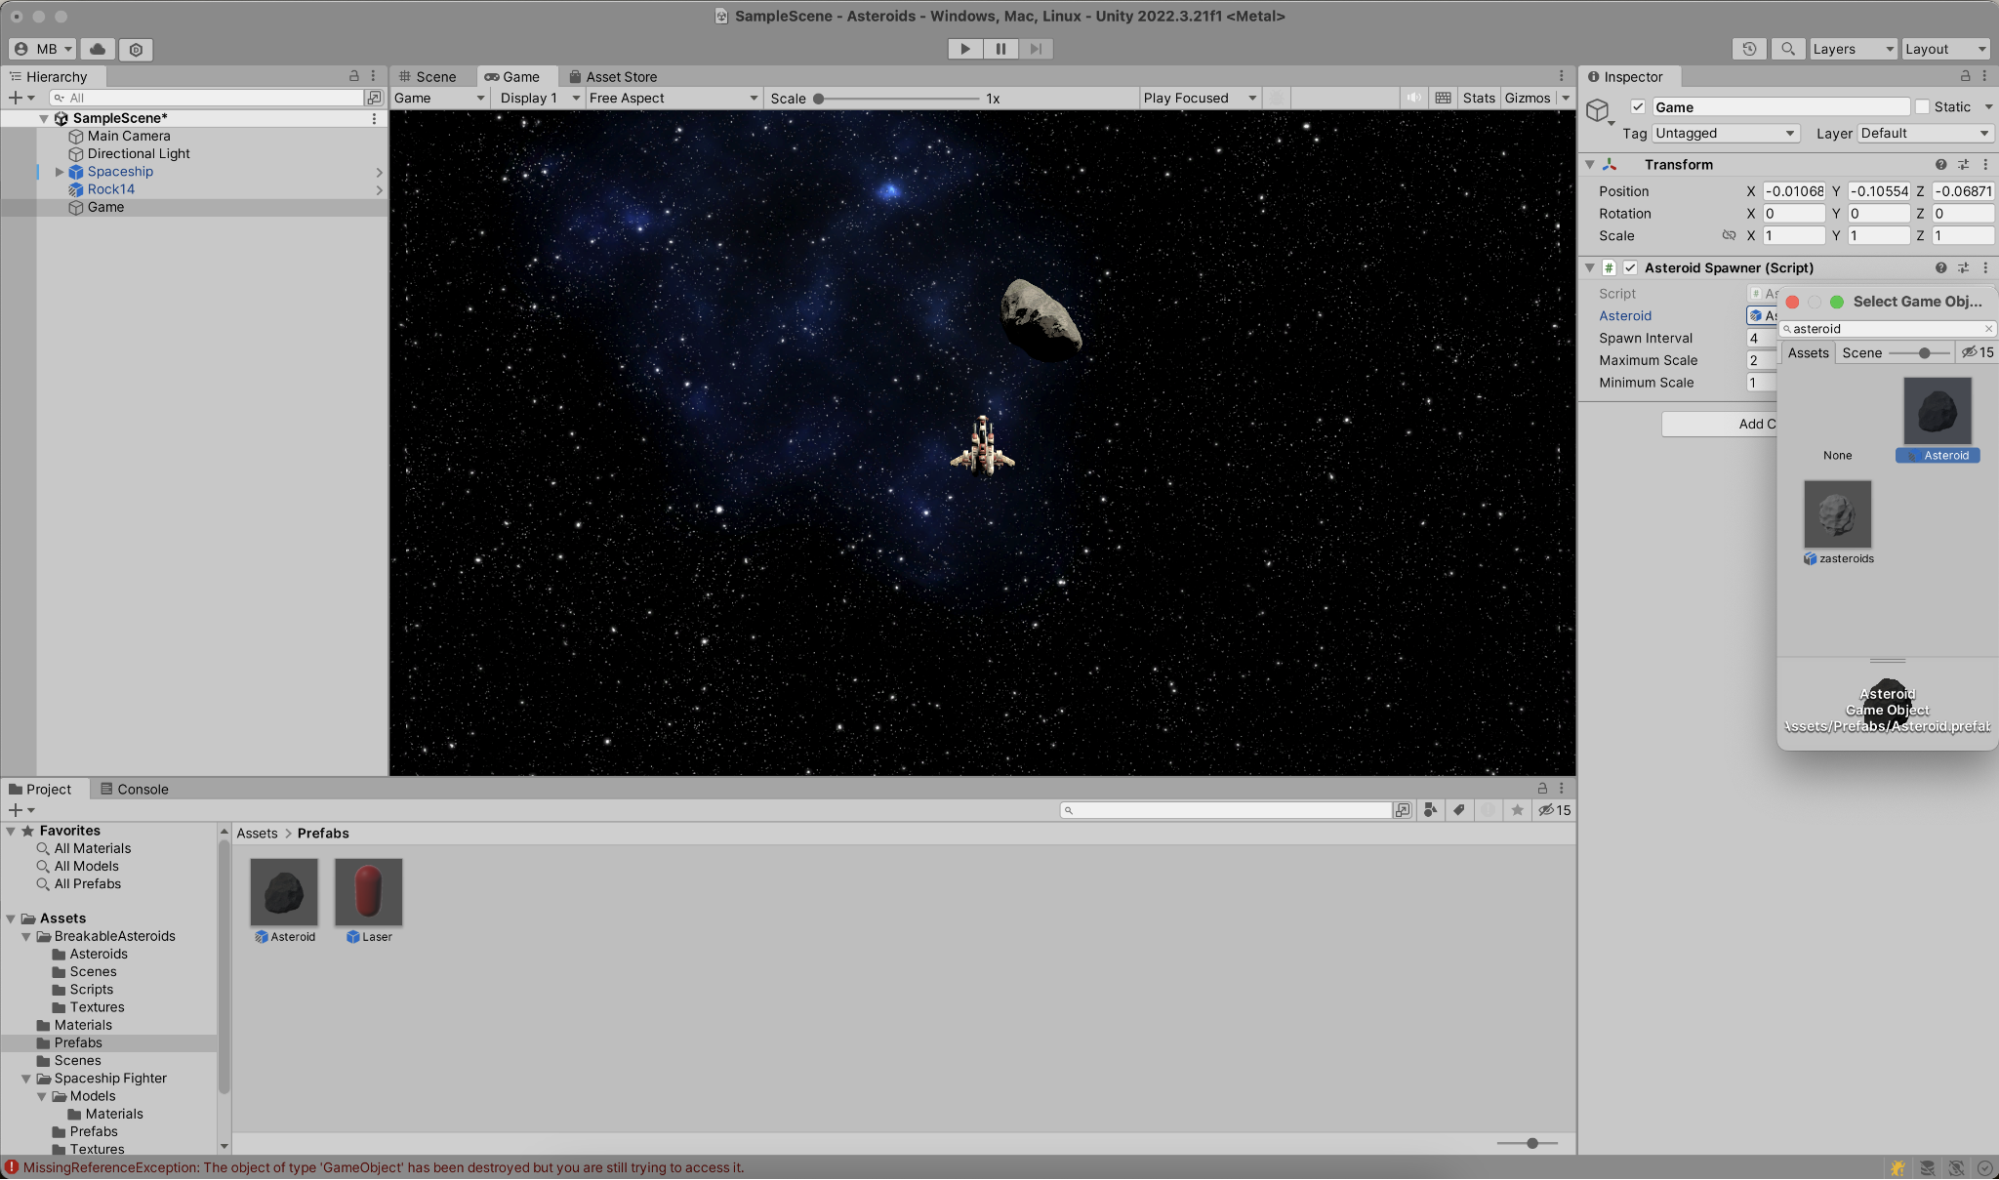 SampleScene - Asteroids - Windows, Mac, Linux - Unity 2022.3.21f1 <Metal>
MB
Layers
Layout
Hierarchy
All
SampleScene*
Main Camera
Directional Light
Spaceship
Rock14
Game
Scene
Game
Asset Store
Game
Display 1
Free Aspect
Scale
1x
Play Focused
Stats
Gizmos
Inspector
Game
Static
Tag Untagged
Layer Default
Transform
Position X -0.01068 Y -0.10554 Z -0.06871
Rotation X 0 Y 0 Z 0
Scale X 1 Y 1 Z 1
# Asteroid Spawner (Script)
Script # As
Asteroid As
Spawn Interval 4
Maximum Scale 2
Minimum Scale 1
Add C
Select Game Obj...
asteroid
Assets Scene 15
None
Asteroid
zasteroids
Asteroid
Game Object
Assets/Prefabs/Asteroid.prefab
Project
Console
15
Favorites
All Materials
All Models
All Prefabs
Assets
BreakableAsteroids
Asteroids
Scenes
Scripts
Textures
Materials
Prefabs
Scenes
Spaceship Fighter
Models
Materials
Prefabs
Textures
Assets > Prefabs
Asteroid
Laser
MissingReferenceException: The object of type 'GameObject' has been destroyed but you are still trying to access it.